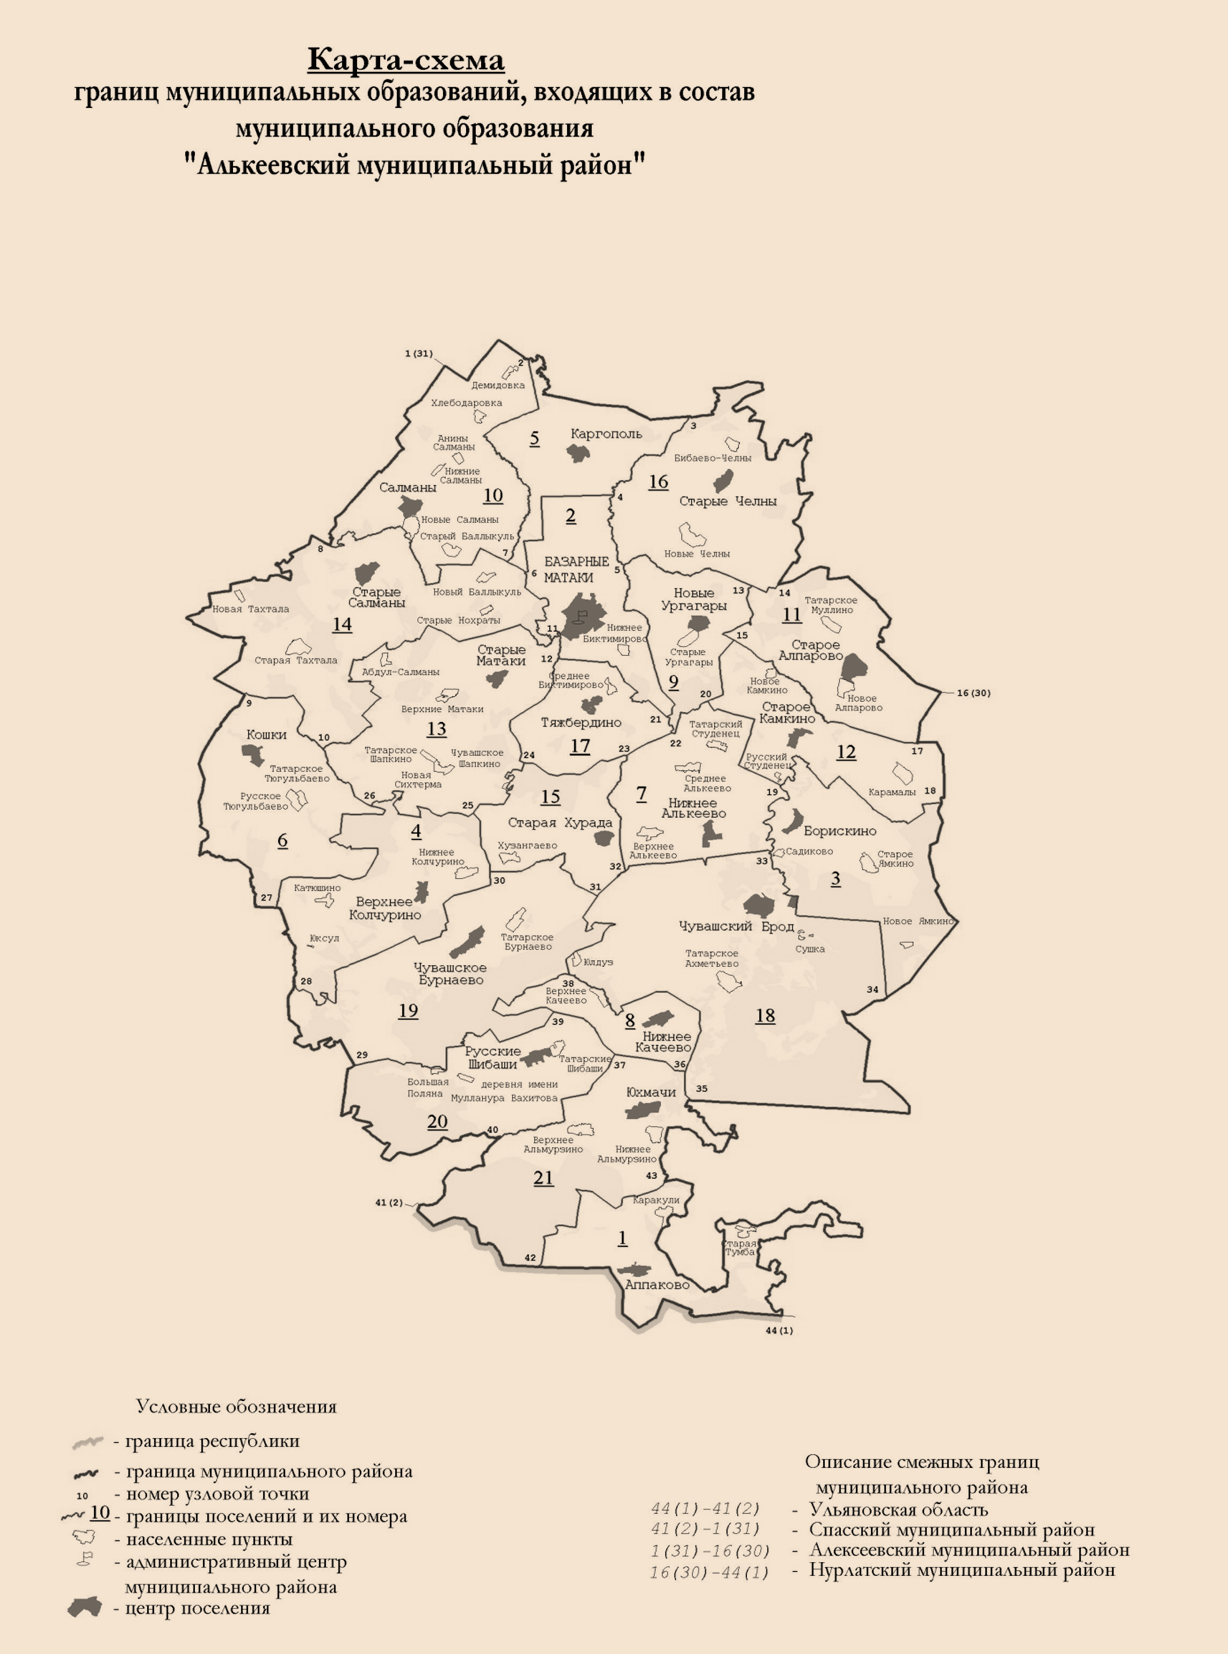 Карта-схема
границ муниципальных образований, входящих в состав
муниципального образования
"Алькеевский муниципальный район"
1 (31)
2
Демидовка
Хлебодаровка
3
5
Каргополь
Анины
Салманы
Бибаево-Челны
Нижние
Салманы
Салманы
10
16
Старые Челны
4
2
Новые Салманы
Старый Баллыкуль
8
7
Новые Челны
БАЗАРНЫЕ
МАТАКИ
6
5
Старые
Салманы
Новый Баллыкуль
Новые
Ургагары
13
14
Татарское
Муллино
11
Новая Тахтала
14
Старые Нохраты
11
Нижнее
Биктимирово
15
Старая Тахтала
Старые
Матаки
12
Старые
Ургагары
Старое
Алпарово
Абдул-Салманы
Среднее
Биктимирово
9
20
Новое
Камкино
Новое
Алпарово
16 (30)
9
Верхние Матаки
Старое
Камкино
Кошки
10
13
Тяжбердино
21
Татарский
Студенец
17
23
22
12
17
Татарское
Шапкино
Чувашское
Шапкино
24
Русский
Студенец
Татарское
Тюгульбаево
Новая
Сихтерма
Среднее
Алькеево
Карамалы
18
Русское
Тюгульбаево
26
25
15
7
Нижнее
Алькеево
19
Старая Хурада
Борискино
6
4
Хузангаево
Верхнее
Алькеево
Садиково
Старое
Ямкино
Нижнее
Колчурино
32
33
3
30
31
27
Катюшино
Верхнее
Колчурино
Чувашский Брод
Новое Ямкино
Юксул
Татарское
Бурнаево
Сушка
Чувашское
Бурнаево
Юлдуз
Татарское
Ахметьево
28
38
Верхнее
Качеево
34
19
39
8
18
Нижнее
Качеево
29
Русские
Шибаши
Татарские
Шибаши
37
36
Большая
Поляна
деревня имени
Мулланура Вахитова
Юхмачи
35
20
40
Верхнее
Альмурзино
Нижнее
Альмурзино
21
43
41 (2)
Каракули
1
Старая
Тумба
42
Аппаково
44 (1)
Условные обозначения
- граница республики
- граница муниципального района
10 - номер узловой точки
10 - границы поселений и их номера
- населенные пункты
- административный центр
муниципального района
- центр поселения
Описание смежных границ
муниципального района
44 (1) -41 (2) - Ульяновская область
41 (2) -1 (31) - Спасский муниципальный район
1 (31) -16 (30) - Алексеевский муниципальный район
16 (30) -44 (1) - Нурлатский муниципальный район